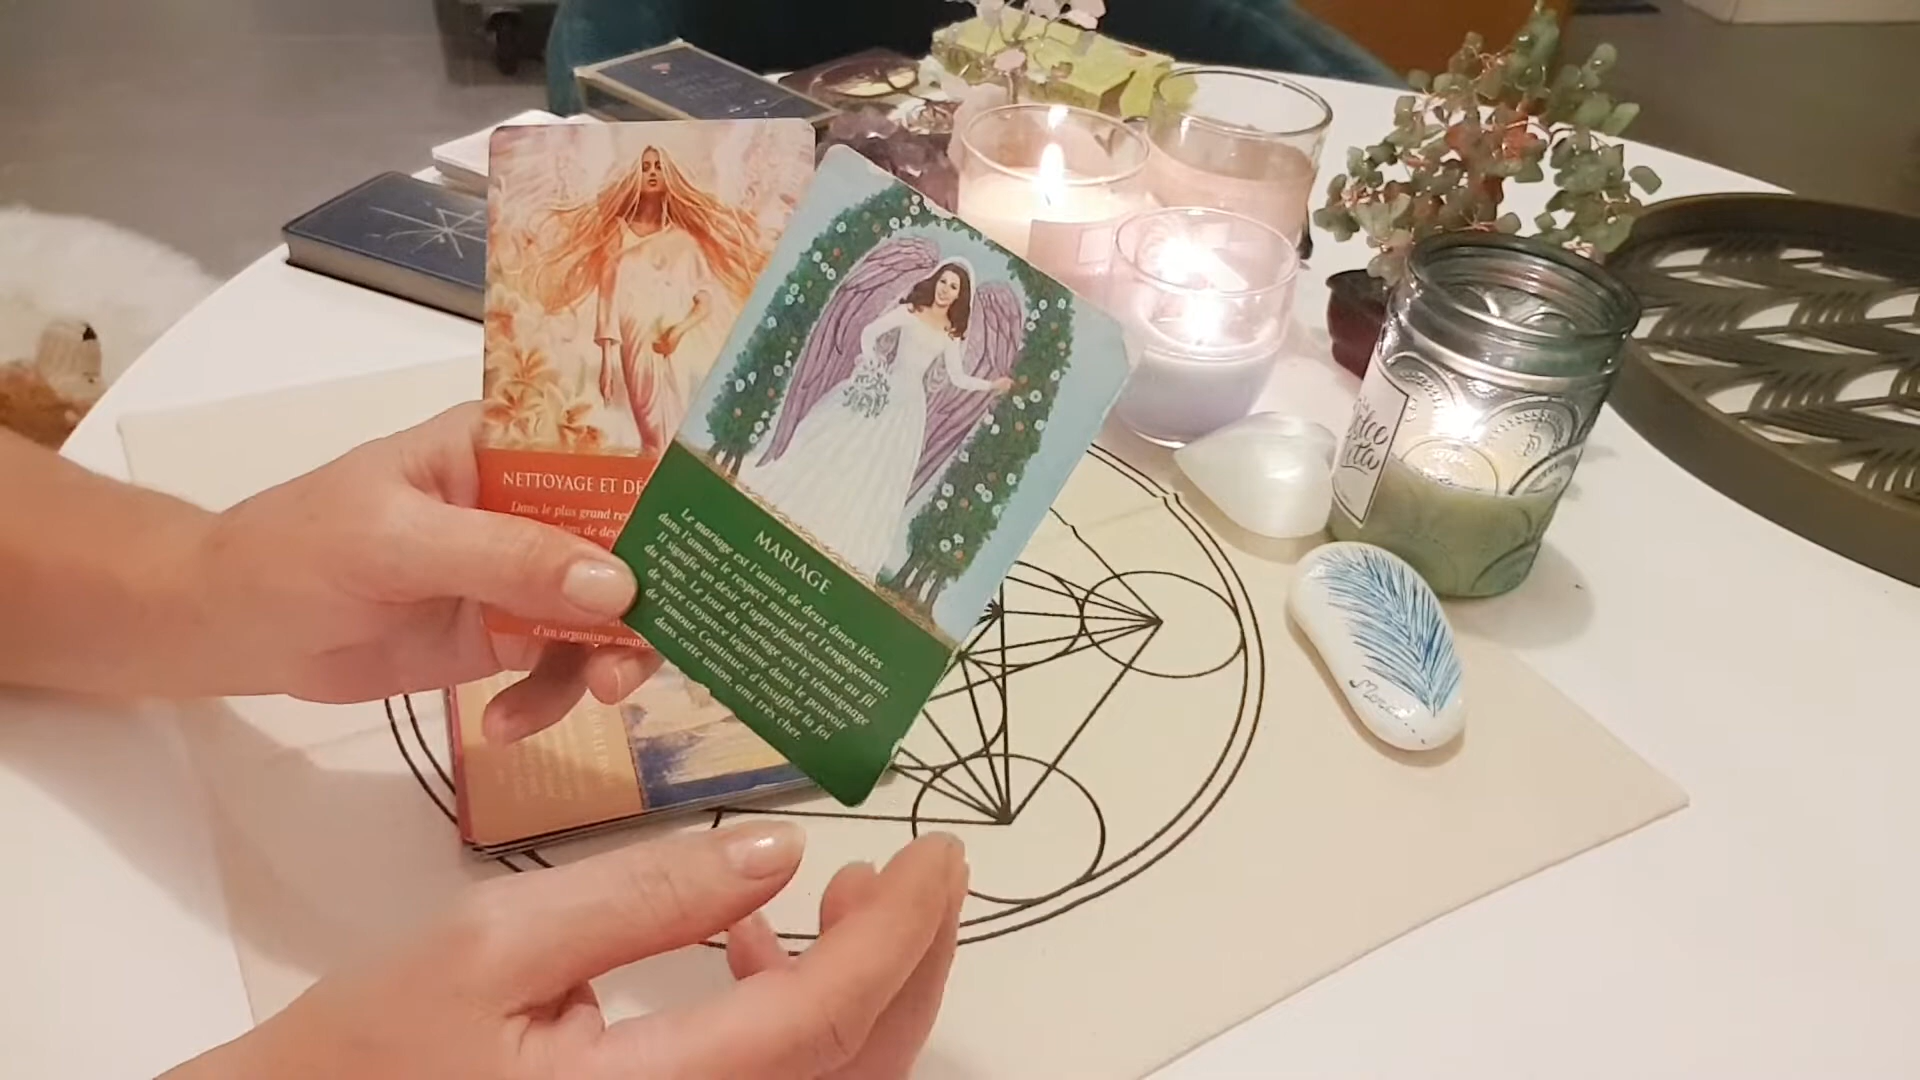 NETTOYAGE ET DÉ
Dans le plus grand res
dons de dés
d'un organisme nouve
MARIAGE
Le mariage est l'union de deux âmes liées
dans l'amour, le respect mutuel et l'engagement.
Il signifie un désir d'approfondissement au fil
du temps. Le jour du mariage est le témoignage
de votre croyance légitime dans le pouvoir
de l'amour. Continuez d'insuffler la foi
dans cette union, ami très cher.
Merci...